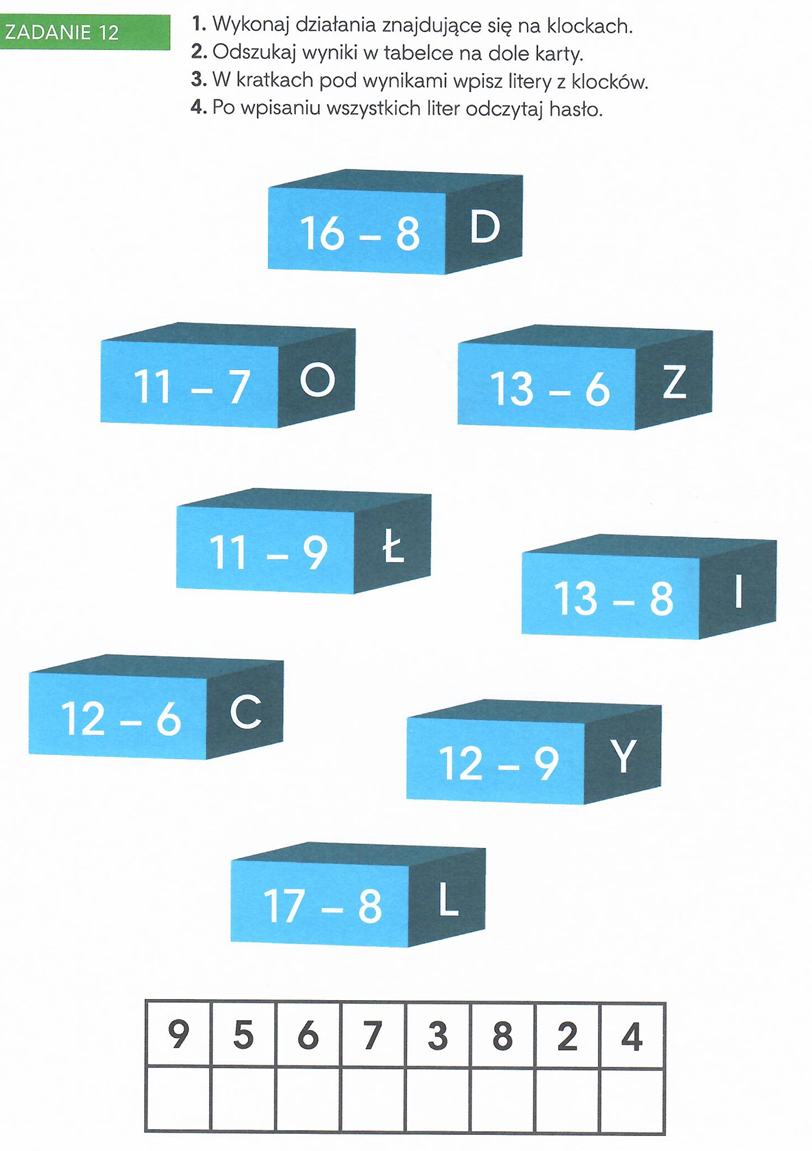 ZADANIE 12
1. Wykonaj działania znajdujące się na klockach.
2. Odszukaj wyniki w tabelce na dole karty.
3. W kratkach pod wynikami wpisz litery z klocków.
4. Po wpisaniu wszystkich liter odczytaj hasło.
16 – 8 D
11 – 7 O
13 – 6 Z
11 – 9 Ł
13 – 8 I
12 – 6 C
12 – 9 Y
17 – 8 L
9 5 6 7 3 8 2 4